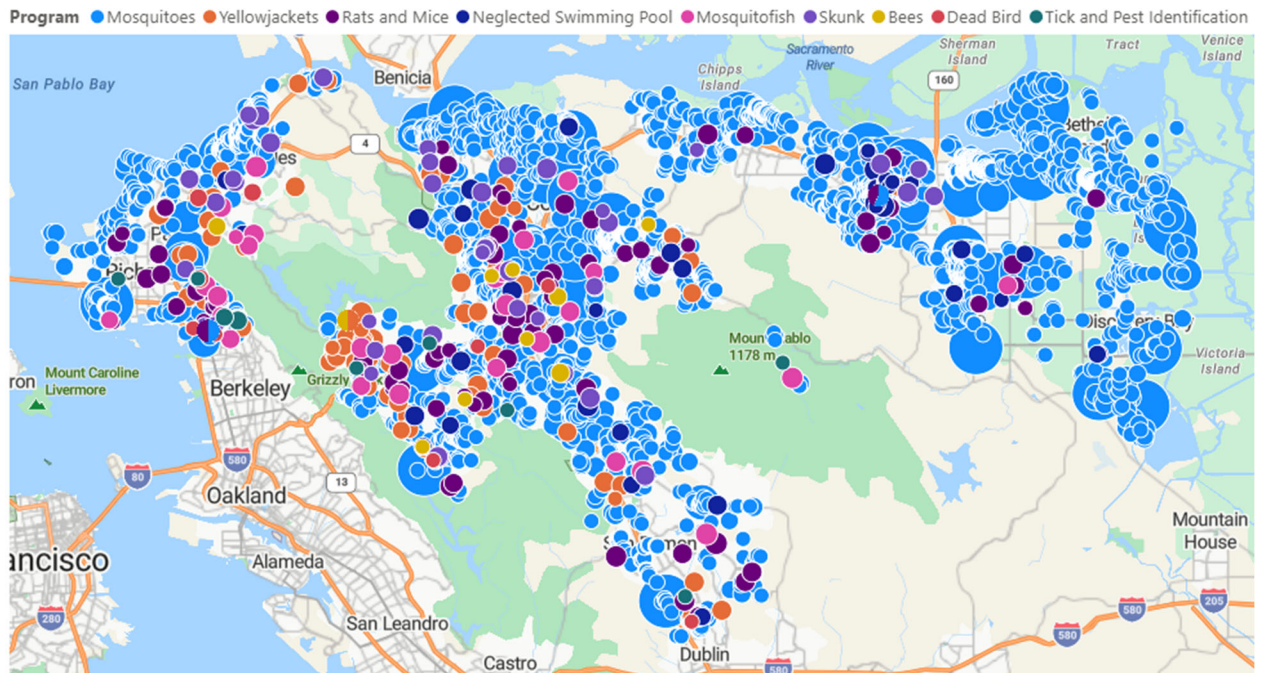 Program Mosquitoes Yellowjackets Rats and Mice Neglected Swimming Pool Mosquitofish Skunk Bees Dead Bird Tick and Pest Identification
San Pablo Bay
Benicia
Chipps
Island
Sacramento
River
Sherman
Island
Tract
Venice
Island
160
4
Mount Caroline
Livermore
Berkeley
Grizzly
1178 m
Victoria
Island
80
580
13
Oakland
Alameda
ancisco
280
San Leandro
Castro
Dublin
580
Mountain
House
580
205
580